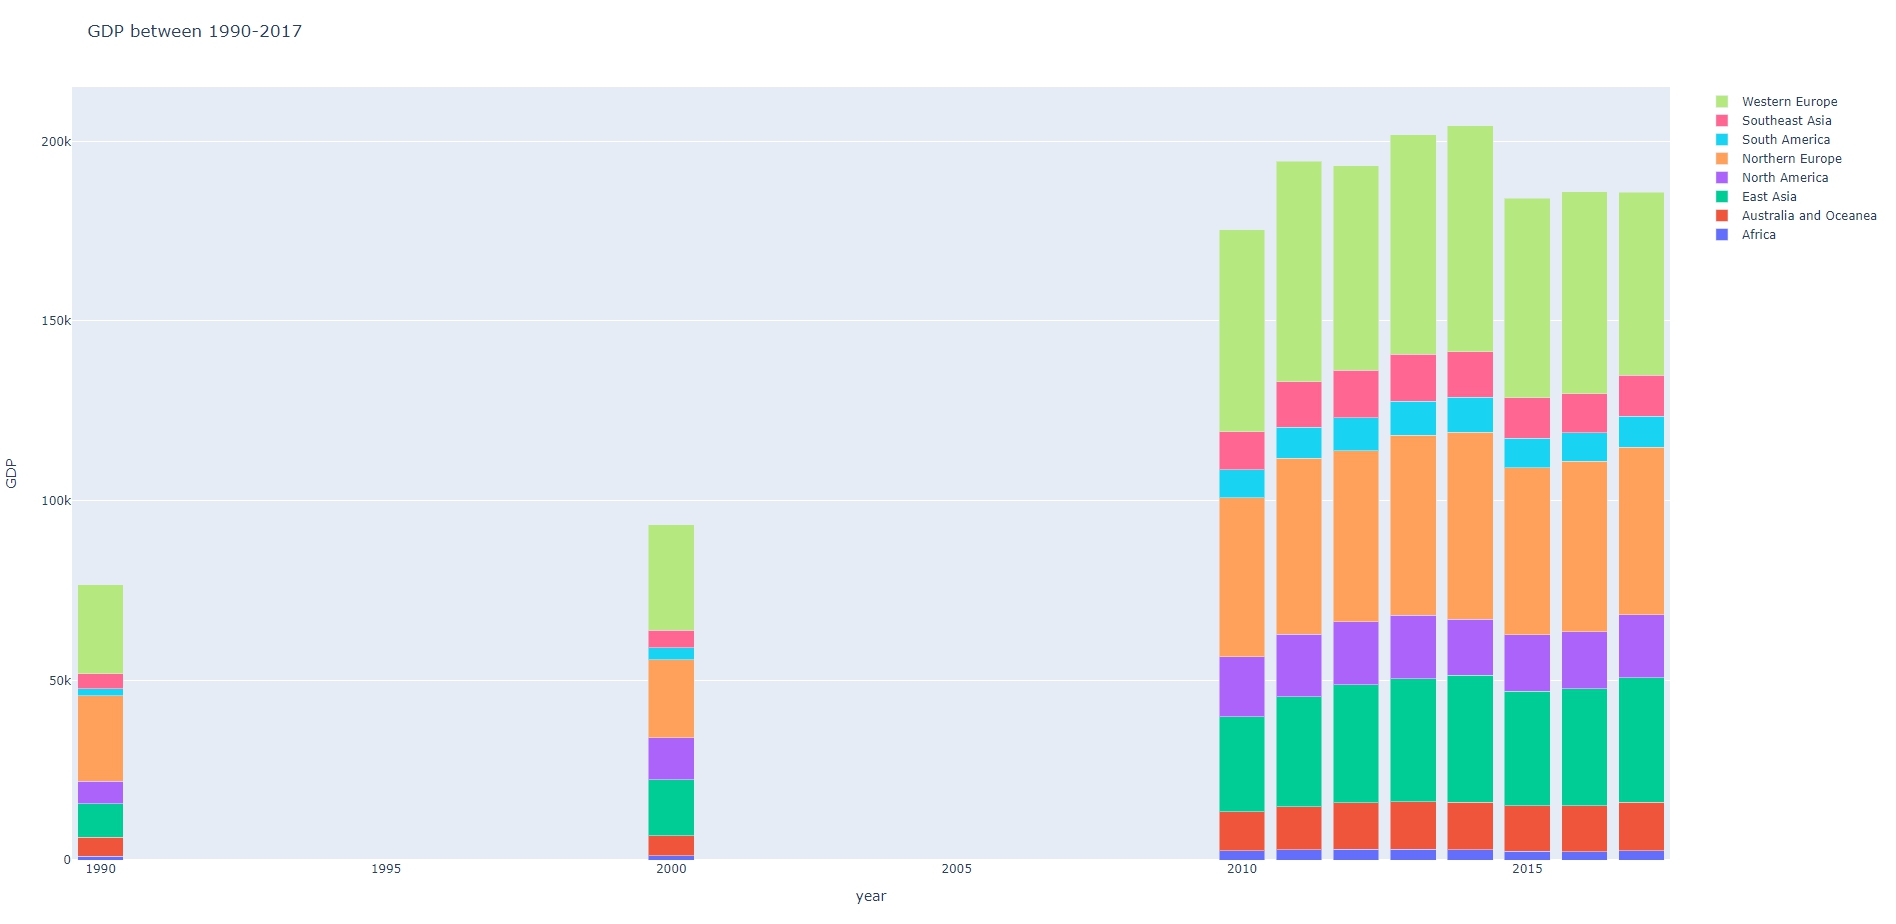 GDP between 1990-2017
GDP
200k
150k
100k
50k
0
1990
1995
2000
2005
2010
2015
year
Western Europe
Southeast Asia
South America
Northern Europe
North America
East Asia
Australia and Oceanea
Africa